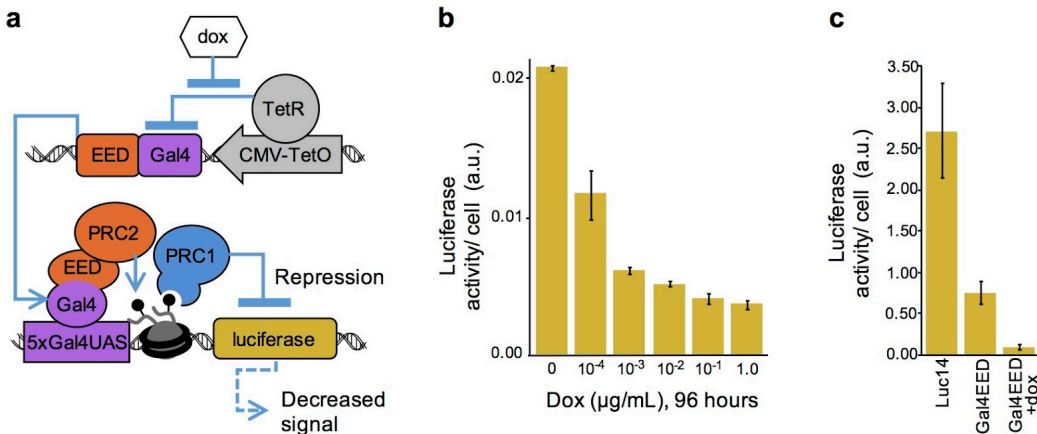 a
dox
TetR
EED
Gal4
CMV-TetO
PRC2
PRC1
EED
Gal4
Repression
5xGal4UAS
luciferase
Decreased
signal
b
Luciferase
activity/ cell (a.u.)
0.02
0.01
0.00
0
10-4
10-3
10-2
10-1
1.0
Dox (µg/mL), 96 hours
c
Luciferase
activity/ cell (a.u.)
3.50
3.00
2.50
2.00
1.50
1.00
0.50
0.00
Luc14
Gal4EED
Gal4EED
+dox